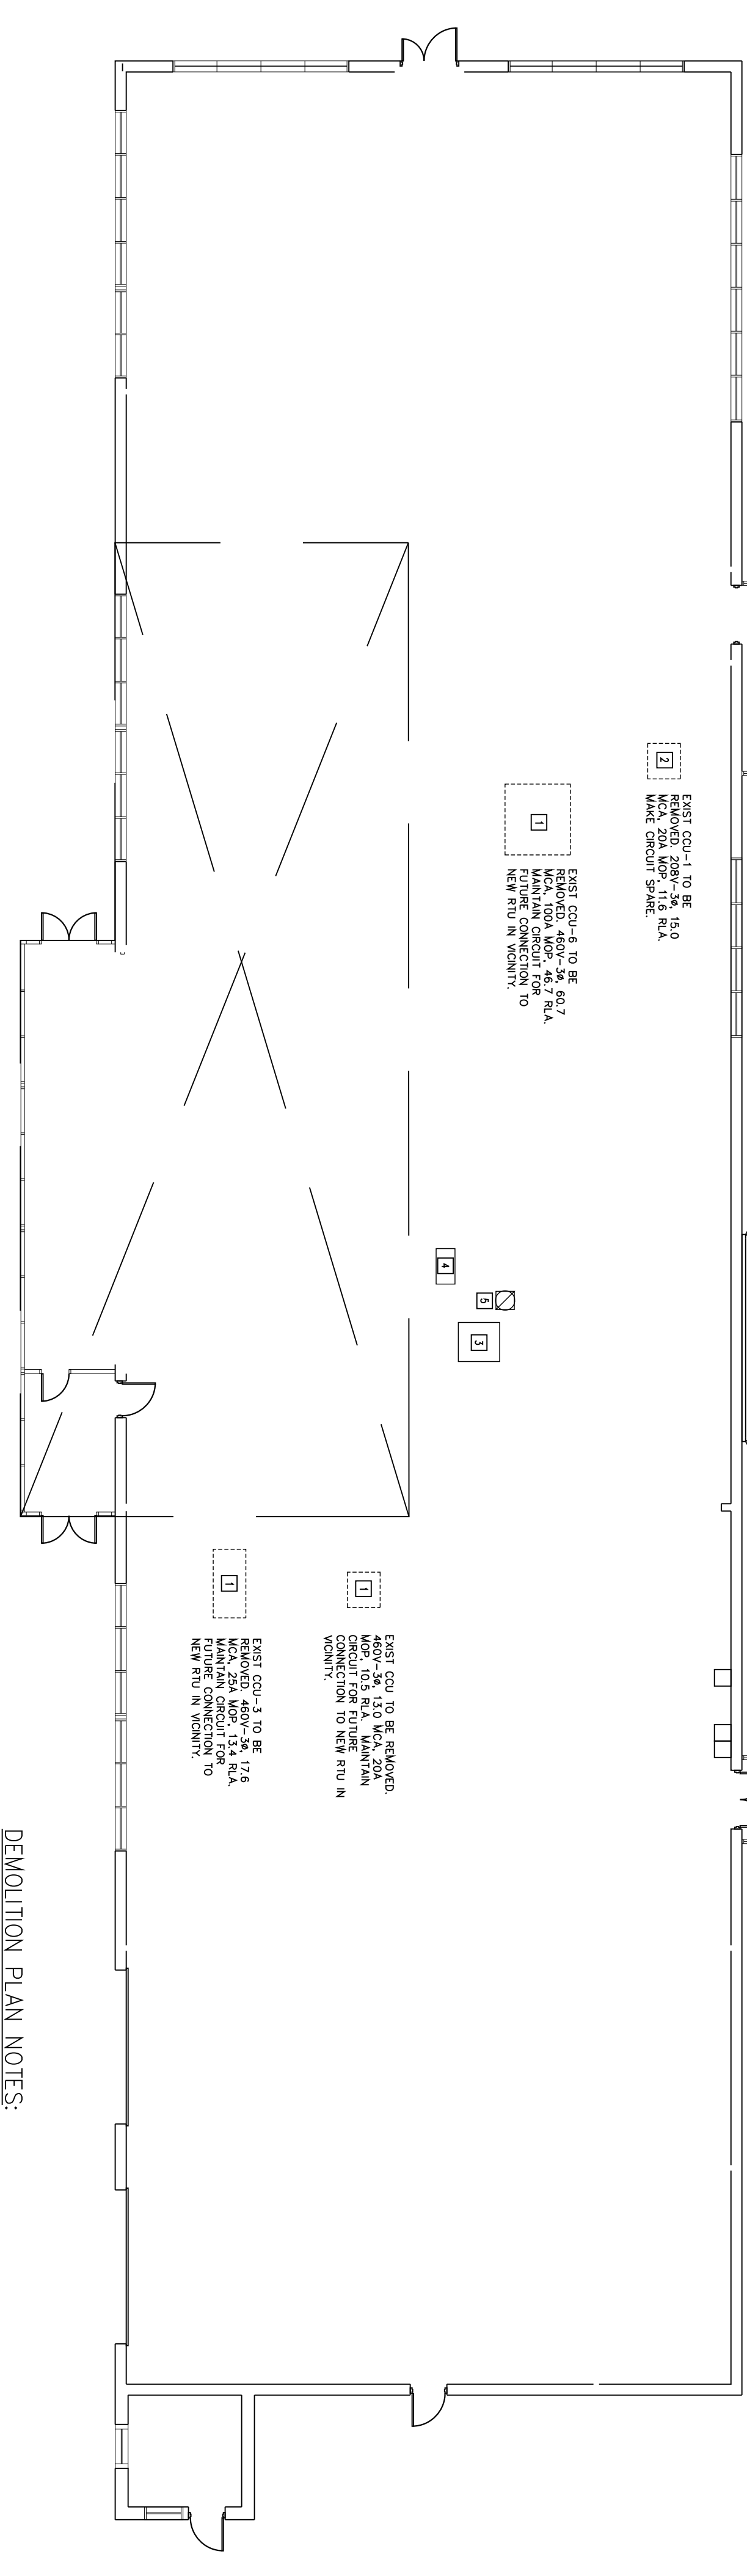 2
EXIST CCU-1 TO BE
REMOVED. 208V-3ø, 15.0
MCA, 20A MOP, 11.6 RLA.
MAKE CIRCUIT SPARE.
1
EXIST CCU-6 TO BE
REMOVED. 460V-3ø, 60.7
MCA, 100A MOP, 46.7 RLA.
MAINTAIN CIRCUIT FOR
FUTURE CONNECTION TO
NEW RTU IN VICINITY.
4
5
3
1
EXIST CCU TO BE REMOVED.
460V-3ø, 13.0 MCA, 20A
MOP, 10.5 RLA. MAINTAIN
CIRCUIT FOR FUTURE
CONNECTION TO NEW RTU IN
VICINITY.
1
EXIST CCU-3 TO BE
REMOVED. 460V-3ø, 17.6
MCA, 25A MOP, 13.4 RLA.
MAINTAIN CIRCUIT FOR
FUTURE CONNECTION TO
NEW RTU IN VICINITY.
DEMOLITION PLAN NOTES: